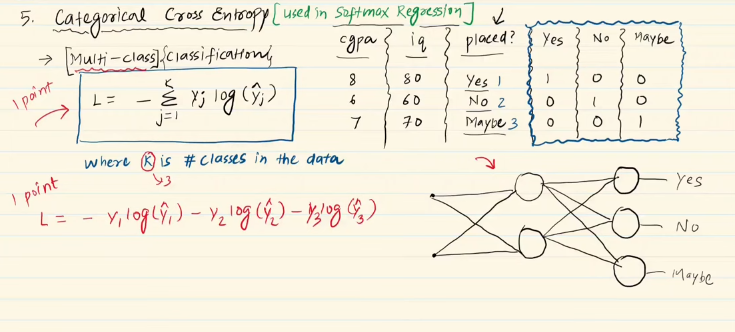 5. Categorical Cross Entropy [used in Softmax Regression]
→ [Multi-class] Classification
1 point
L = - Σ yj log (ŷj)
K
j=1
where K is # classes in the data
3
1 point
L = - y1 log(ŷ1) - y2 log(ŷ2) - y3 log(ŷ3)
cgpa iq placed? Yes No Maybe
8 80 Yes 1 1 0 0
6 60 No 2 0 1 0
7 70 Maybe 3 0 0 1
Yes
No
Maybe